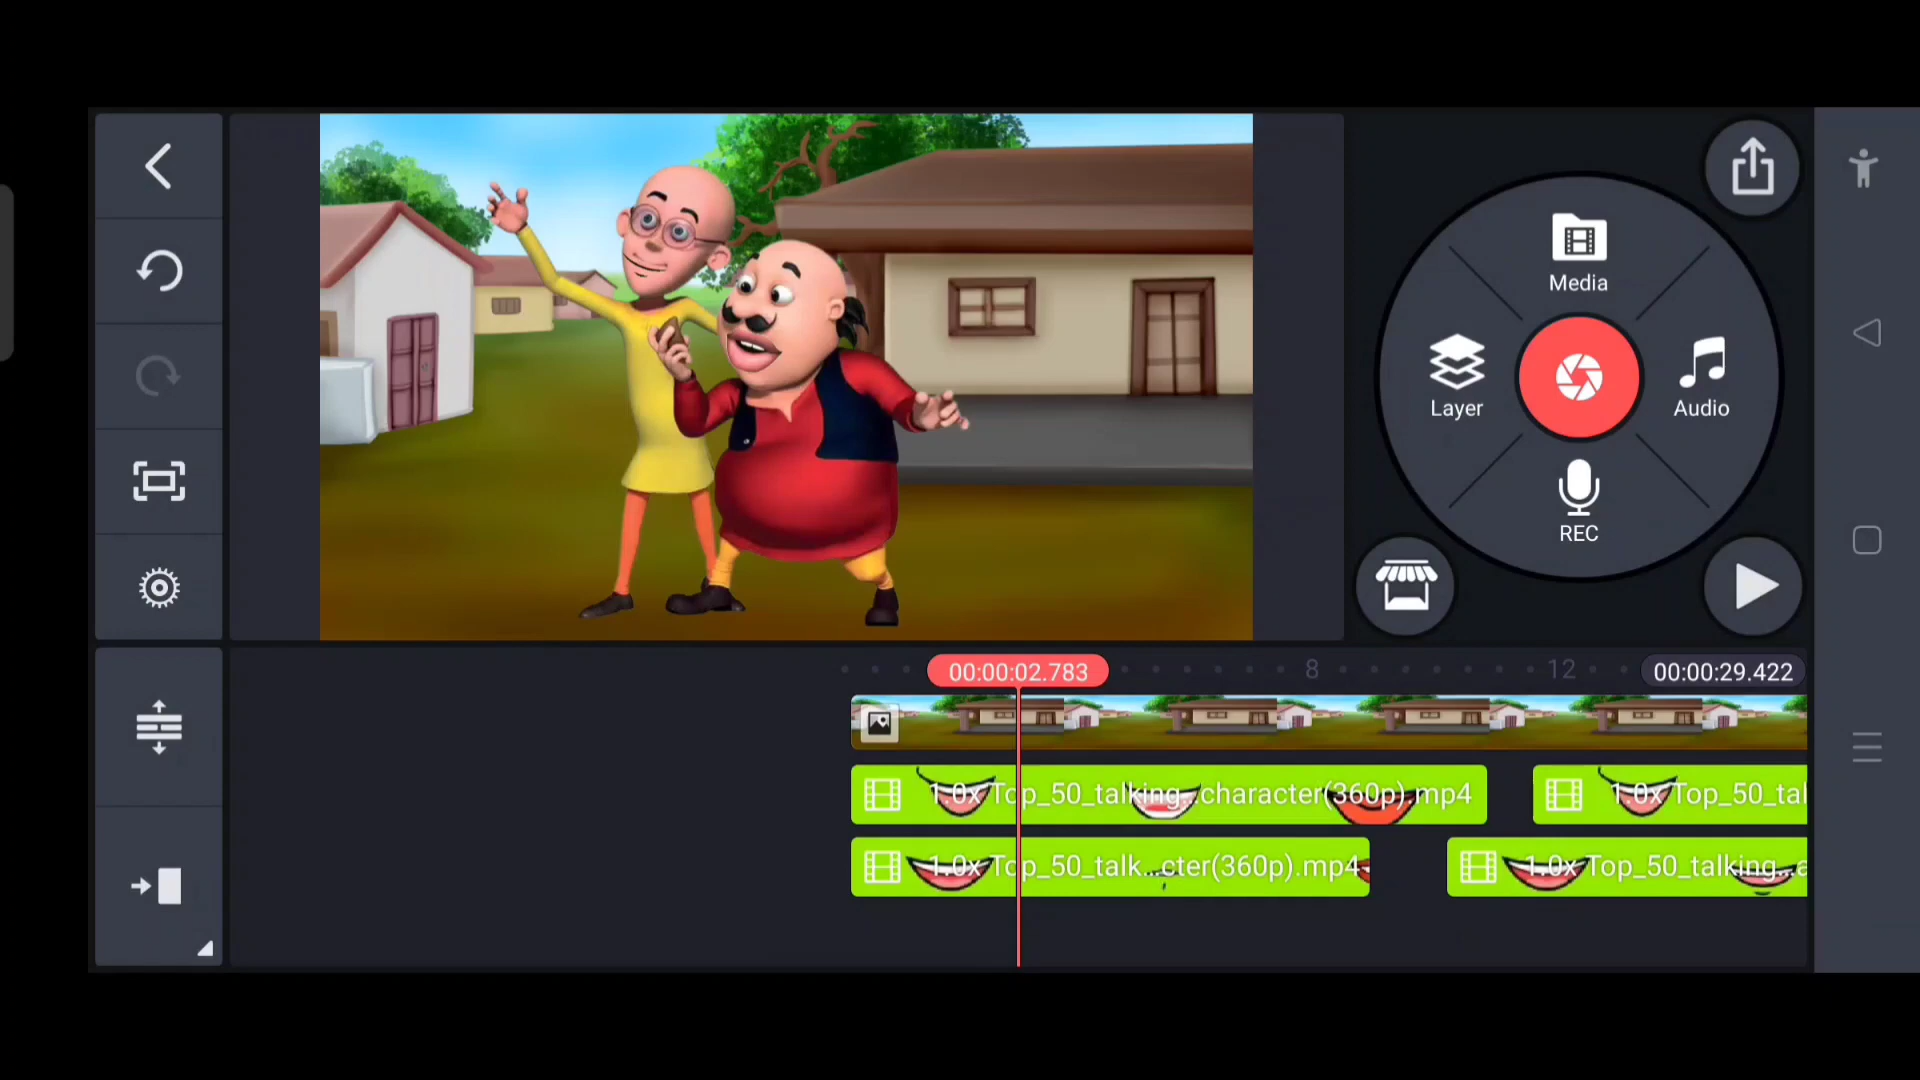 Media
Layer
Audio
REC
00:00:02.783
8
12
00:00:29.422
1.0x Top_50_talking...character(360p).mp4
1.0x Top_50_tal
1.0x Top_50_talk...cter(360p).mp4
1.0x Top_50_talking...a